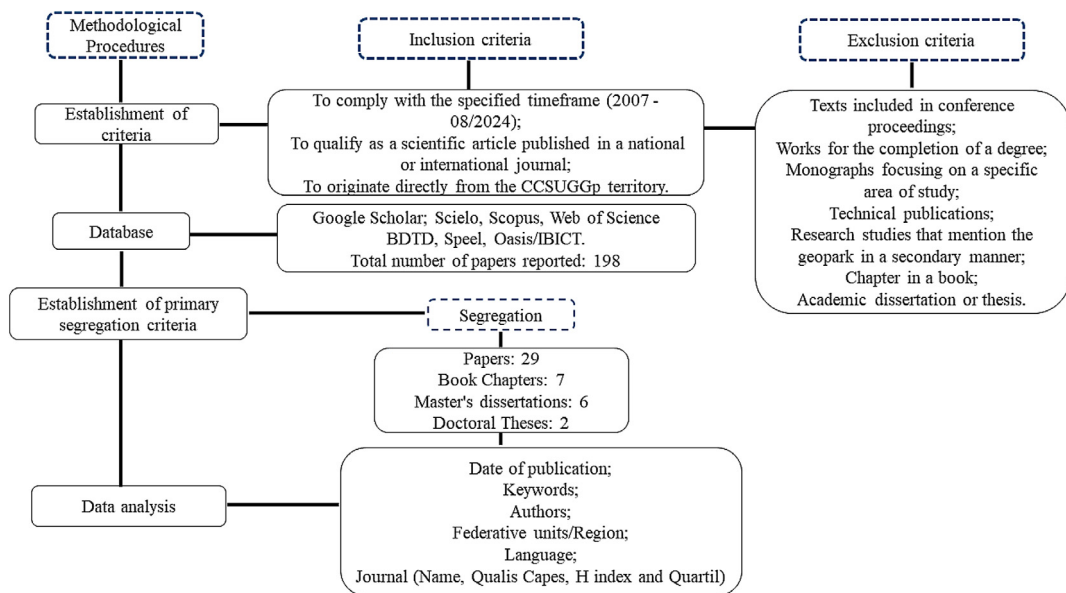 Methodological
Procedures
Inclusion criteria
Exclusion criteria
Establishment of
criteria
To comply with the specified timeframe (2007 -
08/2024);
To qualify as a scientific article published in a national
or international journal;
To originate directly from the CCSUGGp territory.
Texts included in conference
proceedings;
Works for the completion of a degree;
Monographs focusing on a specific
area of study;
Technical publications;
Research studies that mention the
geopark in a secondary manner;
Chapter in a book;
Academic dissertation or thesis.
Database
Google Scholar; Scielo, Scopus, Web of Science
BDTD, Speel, Oasis/IBICT.
Total number of papers reported: 198
Establishment of primary
segregation criteria
Segregation
Papers: 29
Book Chapters: 7
Master's dissertations: 6
Doctoral Theses: 2
Data analysis
Date of publication;
Keywords;
Authors;
Federative units/Region;
Language;
Journal (Name, Qualis Capes, H index and Quartil)